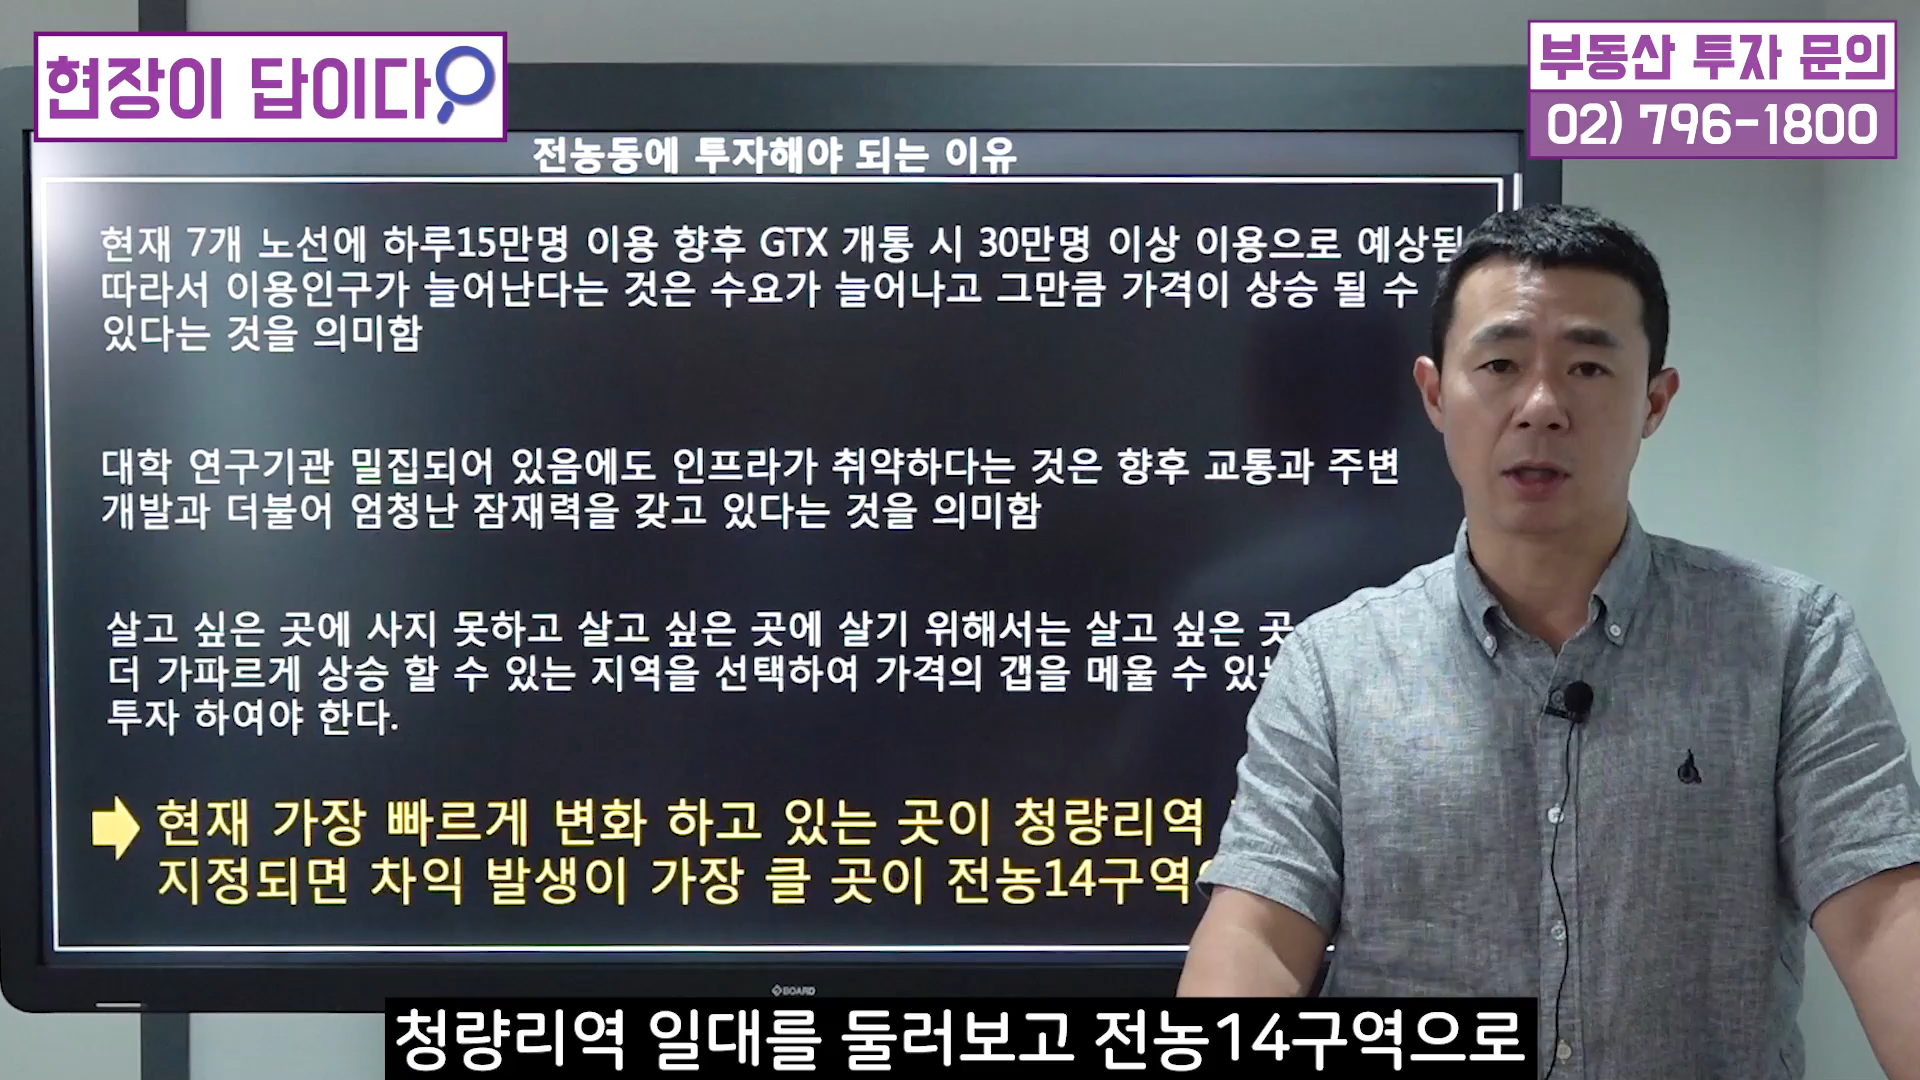 현장이 답이다
부동산 투자 문의
02) 796-1800
전농동에 투자해야 되는 이유
현재 7개 노선에 하루15만명 이용 향후 GTX 개통 시 30만명 이상 이용으로 예상됨
따라서 이용인구가 늘어난다는 것은 수요가 늘어나고 그만큼 가격이 상승 될 수
있다는 것을 의미함
대학 연구기관 밀집되어 있음에도 인프라가 취약하다는 것은 향후 교통과 주변
개발과 더불어 엄청난 잠재력을 갖고 있다는 것을 의미함
살고 싶은 곳에 사지 못하고 살고 싶은 곳에 살기 위해서는 살고 싶은
더 가파르게 상승 할 수 있는 지역을 선택하여 가격의 갭을 메울 수
투자 하여야 한다.
현재 가장 빠르게 변화 하고 있는 곳이 청량리역
지정되면 차익 발생이 가장 클 곳이 전농14구역
BOARD
청량리역 일대를 둘러보고 전농14구역으로